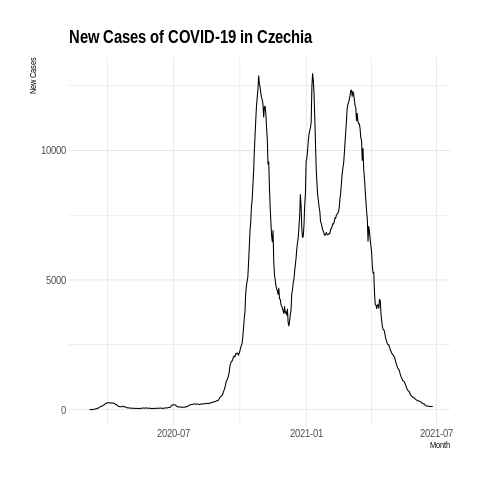 New Cases of COVID-19 in Czechia
New Cases
10000
5000
0
2020-07
2021-01
2021-07
Month